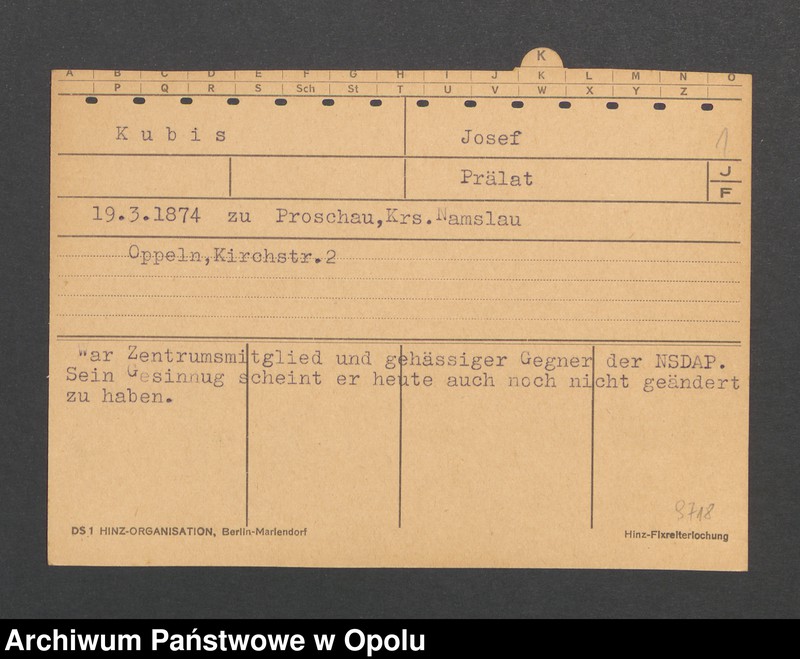 K
A B C D E F G H I J K L M N O
P Q R S Sch St T U V W X Y Z
Kubis Josef 1
Prälat J
F
19.3.1874 zu Proschau,Krs.Namslau
Oppeln,Kirchstr.2
War Zentrumsmitglied und gehässiger Gegner der NSDAP.
Sein Gesinnug scheint er heute auch noch nicht geändert
zu haben.
DS 1 HINZ-ORGANISATION, Berlin-Mariendorf
Hinz-Fixreiterlochung
Archiwum Państwowe w Opolu